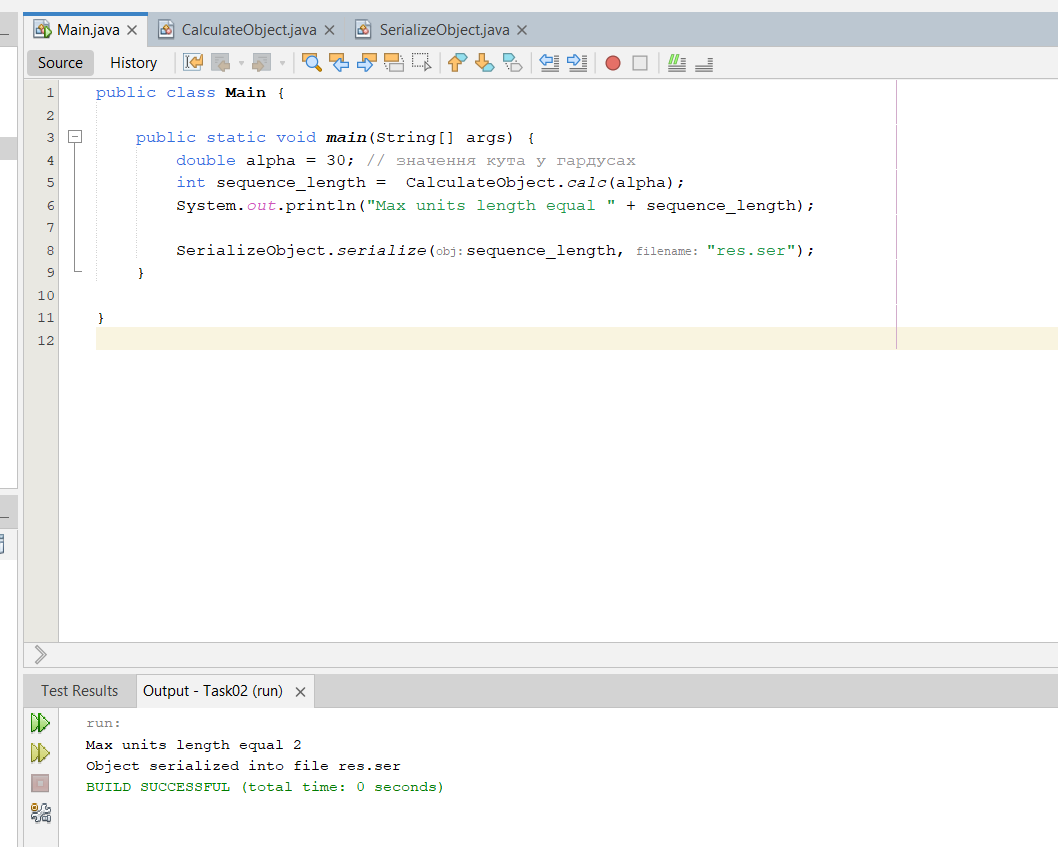 Main.java
CalculateObject.java
SerializeObject.java
Source
History
1 public class Main {
2
3 public static void main(String[] args) {
4 double alpha = 30; // значення кута у гардусах
5 int sequence_length =  CalculateObject.calc(alpha);
6 System.out.println("Max units length equal " + sequence_length);
7
8 SerializeObject.serialize(obj: sequence_length, filename: "res.ser");
9 }
10
11 }
12
Test Results
Output - Task02 (run)
run:
Max units length equal 2
Object serialized into file res.ser
BUILD SUCCESSFUL (total time: 0 seconds)